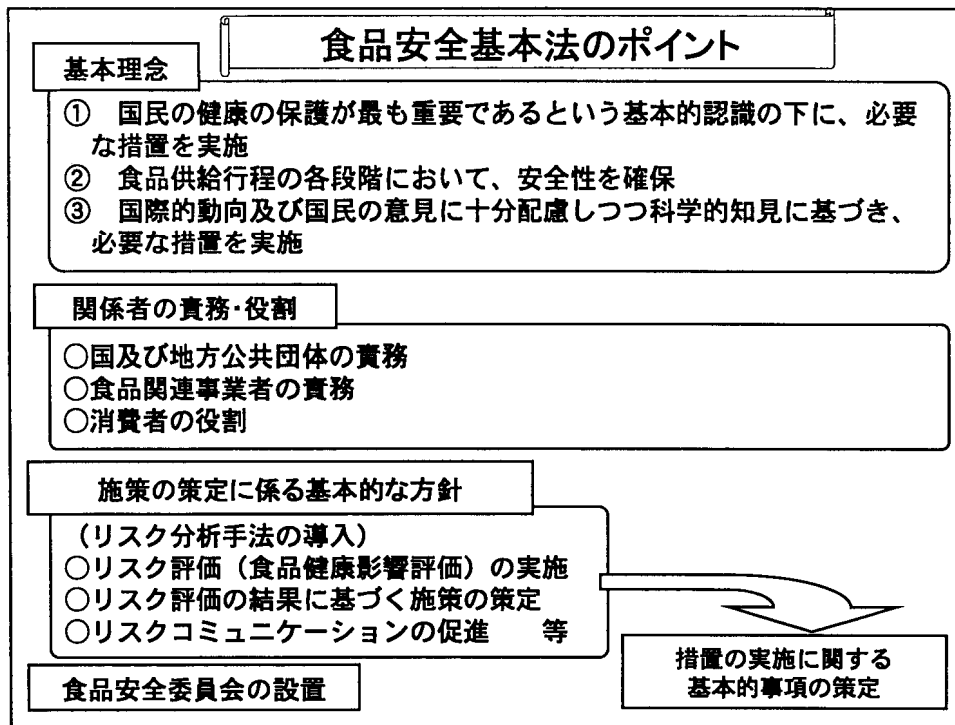 食品安全基本法のポイント
基本理念
① 国民の健康の保護が最も重要であるという基本的認識の下に、必要
な措置を実施
② 食品供給行程の各段階において、安全性を確保
③ 国際的動向及び国民の意見に十分配慮しつつ科学的知見に基づき、
必要な措置を実施
関係者の責務・役割
○国及び地方公共団体の責務
○食品関連事業者の責務
○消費者の役割
施策の策定に係る基本的な方針
(リスク分析手法の導入)
○リスク評価(食品健康影響評価)の実施
○リスク評価の結果に基づく施策の策定
○リスクコミュニケーションの促進 等
措置の実施に関する
基本的事項の策定
食品安全委員会の設置